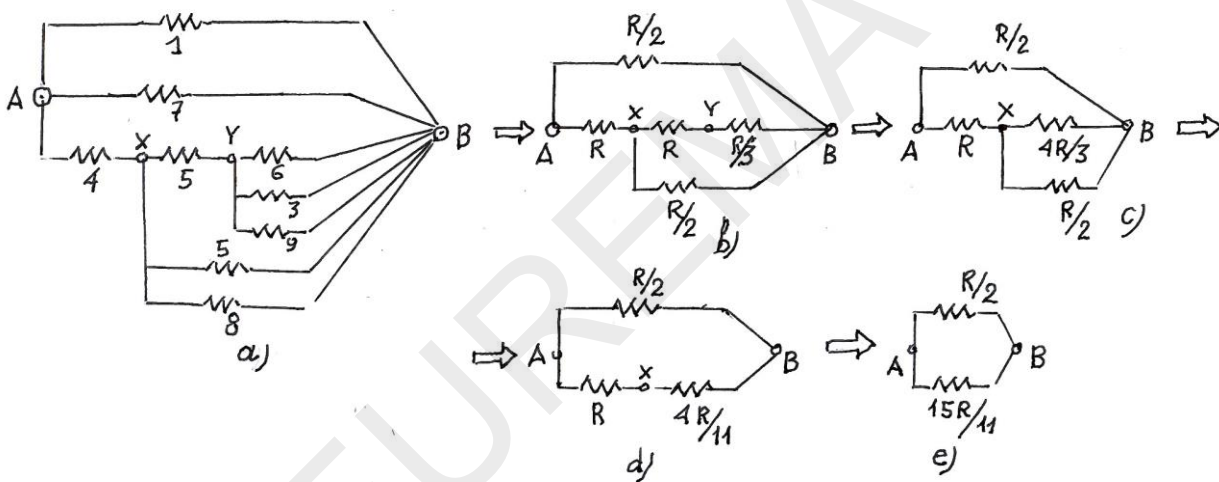 1
A 7 B
4 X 5 Y 6
3
9
5
8
a)
R/2
A R X R Y R/3 B
R/2
b)
R/2
A R X 4R/3 B
R/2
c)
R/2
A B
R X 4R/11
d)
R/2
A B
15R/11
e)
EUREMA